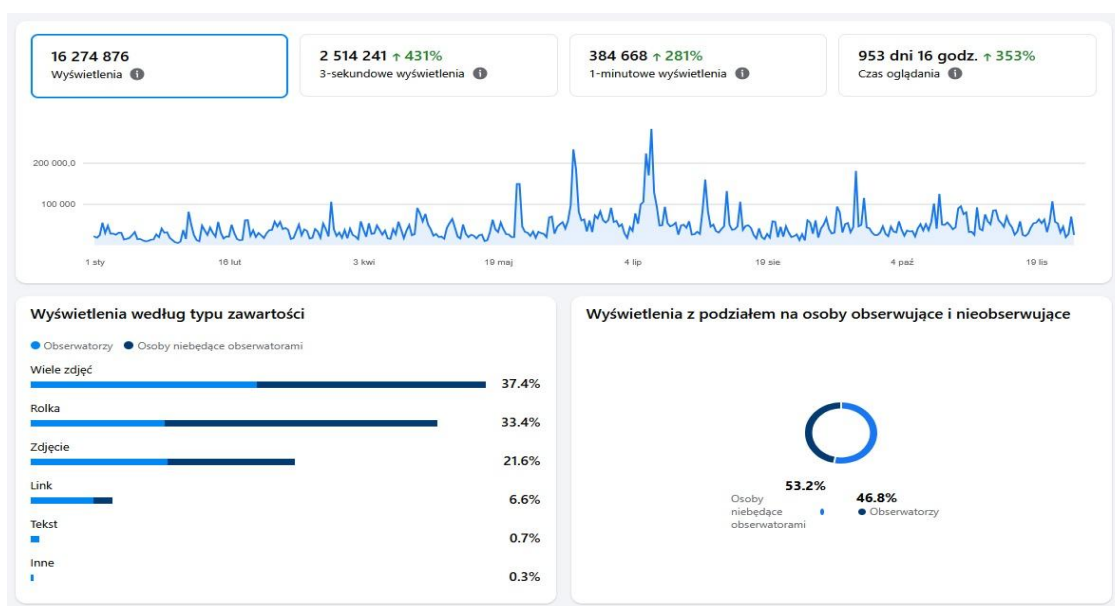 16 274 876
Wyświetlenia
2 514 241 ↑ 431%
3-sekundowe wyświetlenia
384 668 ↑ 281%
1-minutowe wyświetlenia
953 dni 16 godz. ↑ 353%
Czas oglądania
200 000,0
100 000
1 sty
16 lut
3 kwi
19 maj
4 lip
19 sie
4 paź
19 lis
Wyświetlenia według typu zawartości
Obserwatorzy Osoby niebędące obserwatorami
Wiele zdjęć
37.4%
Rolka
33.4%
Zdjęcie
21.6%
Link
6.6%
Tekst
0.7%
Inne
0.3%
Wyświetlenia z podziałem na osoby obserwujące i nieobserwujące
53.2%
Osoby
niebędące
obserwatorami
46.8%
Obserwatorzy